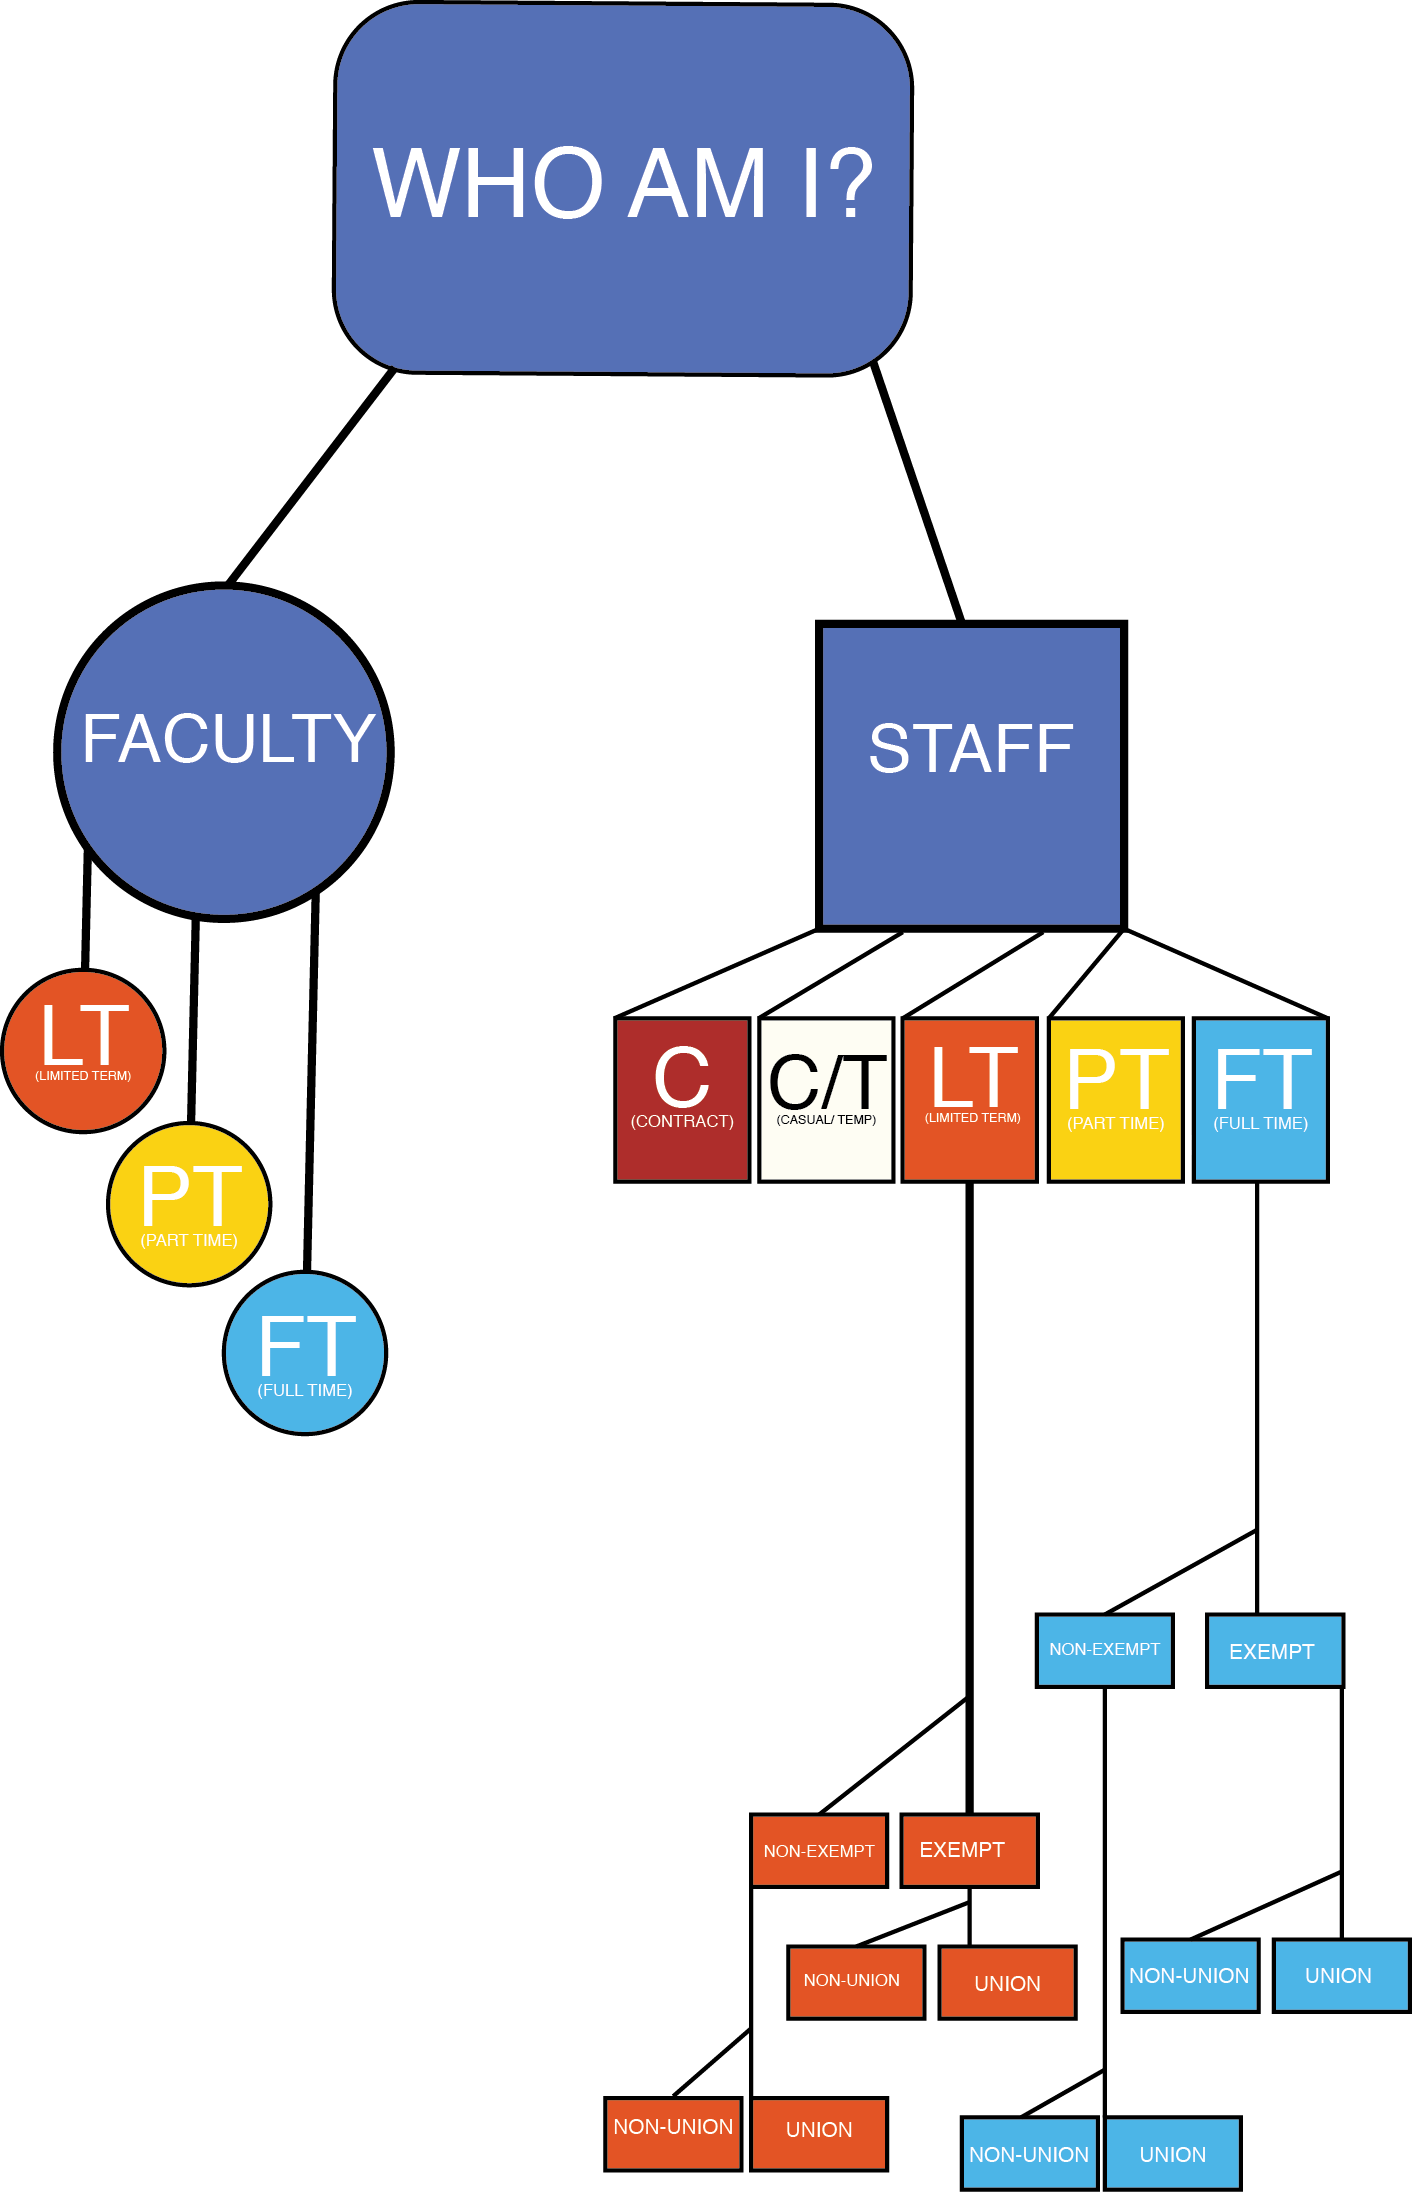 WHO AM I?
FACULTY
STAFF
LT
(LIMITED TERM)
PT
(PART TIME)
FT
(FULL TIME)
C
(CONTRACT)
C/T
(CASUAL/ TEMP)
LT
(LIMITED TERM)
PT
(PART TIME)
FT
(FULL TIME)
NON-EXEMPT
EXEMPT
NON-EXEMPT
EXEMPT
NON-UNION
UNION
NON-UNION
UNION
NON-UNION
UNION
NON-UNION
UNION